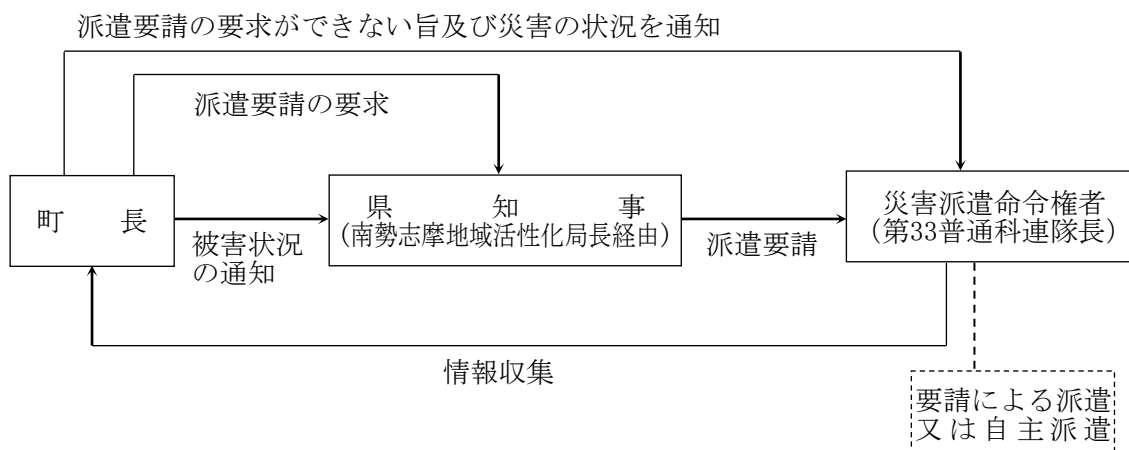 派遣要請の要求ができない旨及び災害の状況を通知
派遣要請の要求
町長
被害状況
の通知
県知事
(南勢志摩地域活性化局長経由)
派遣要請
災害派遣命令権者
(第33普通科連隊長)
情報収集
要請による派遣
又は自主派遣